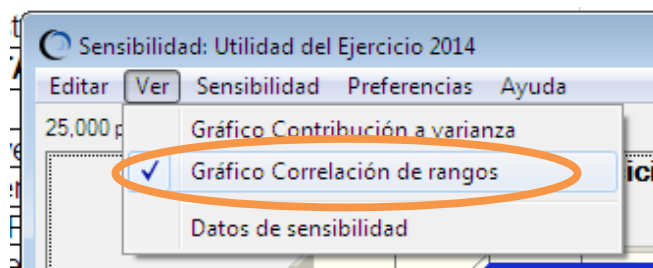 Sensibilidad: Utilidad del Ejercicio 2014
Editar Ver Sensibilidad Preferencias Ayuda
25,000 p
Gráfico Contribución a varianza
Gráfico Correlación de rangos
Datos de sensibilidad